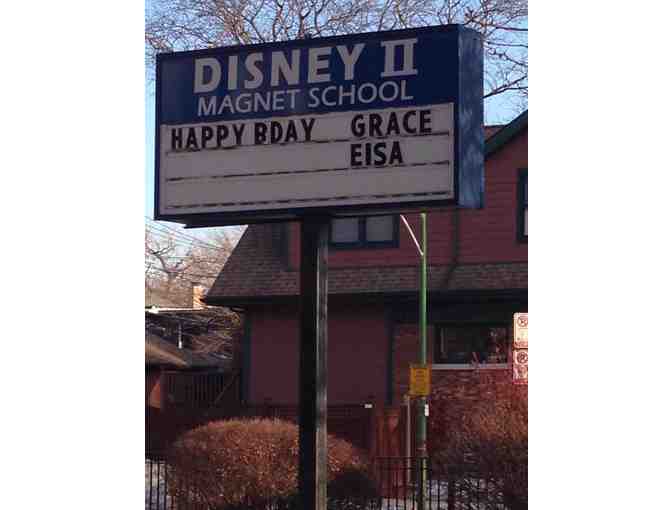 DISNEY II
MAGNET SCHOOL
HAPPY BDAY GRACE
EISA